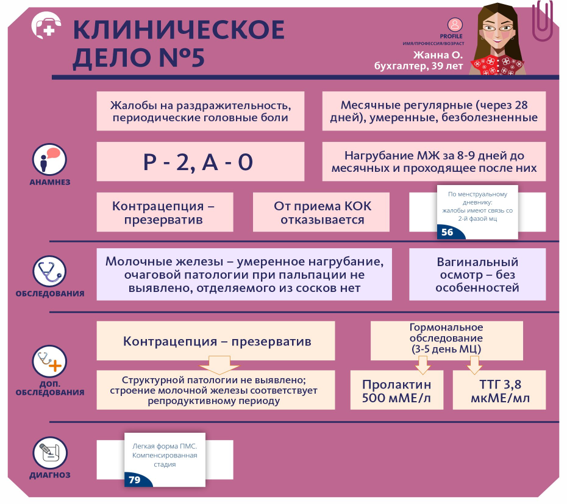 КЛИНИЧЕСКОЕ
ДЕЛО №5
PROFILE
ИМЯ/ПРОФЕССИЯ/ВОЗРАСТ
Жанна О.
бухгалтер, 39 лет
Жалобы на раздражительность,
периодические головные боли
Месячные регулярные (через 28
дней), умеренные, безболезненные
Р - 2, А - 0
Нагрубание МЖ за 8-9 дней до
месячных и проходящее после них
АНАМНЕЗ
Контрацепция –
презерватив
От приема КОК
отказывается
По менструальному
дневнику:
жалобы имеют связь со
2-й фазой мц
56
Молочные железы – умеренное нагрубание,
очаговой патологии при пальпации не
выявлено, отделяемого из сосков нет
Вагинальный
осмотр – без
особенностей
ОБСЛЕДОВАНИЯ
Контрацепция – презерватив
Гормональное
обследование
(3-5 день МЦ)
Структурной патологии не выявлено;
строение молочной железы соответствует
репродуктивному периоду
Пролактин
500 мМЕ/л
ТТГ 3,8
мкМЕ/мл
ДОП.
ОБСЛЕДОВАНИЯ
Легкая форма ПМС.
Компенсированная
стадия
79
ДИАГНОЗ